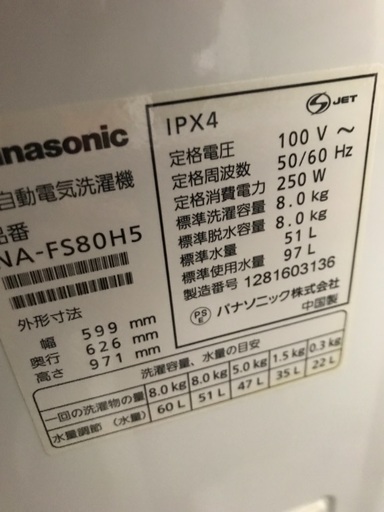 nasonic
自動電気洗濯機
品番
NA-FS80H5
外形寸法
幅 599 mm
奥行 626 mm
高さ 971 mm
JET
IPX4
定格電圧 100 V ～
定格周波数 50/60 Hz
定格消費電力 250 W
標準洗濯容量 8.0 kg
標準脱水容量 8.0 kg
標準水量 51 L
標準使用水量 97 L
製造番号 1281603136
PS E パナソニック株式会社
中国製
洗濯容量、水量の目安
一回の洗濯物の量 8.0 kg 8.0 kg 5.0 kg 1.5 kg 0.3 kg
水量調節（水量） 60 L 51 L 47 L 35 L 22 L